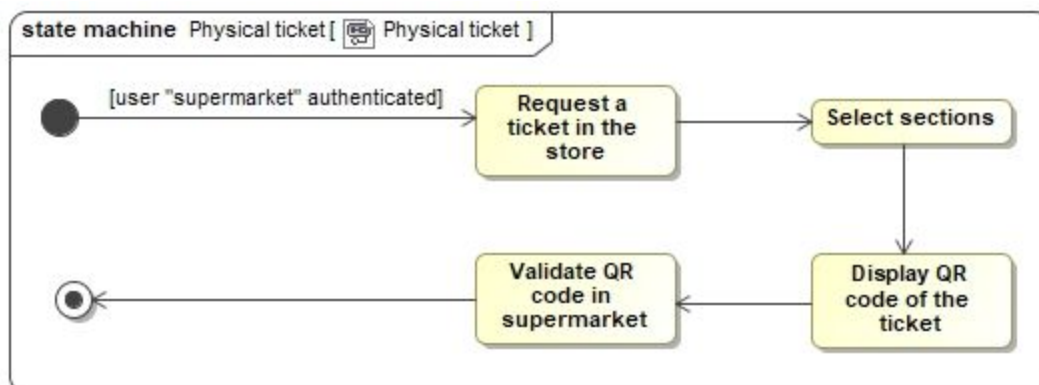 state machine Physical ticket [ Physical ticket ]
[user "supermarket" authenticated]
Request a
ticket in the
store
Select sections
Display QR
code of the
ticket
Validate QR
code in
supermarket